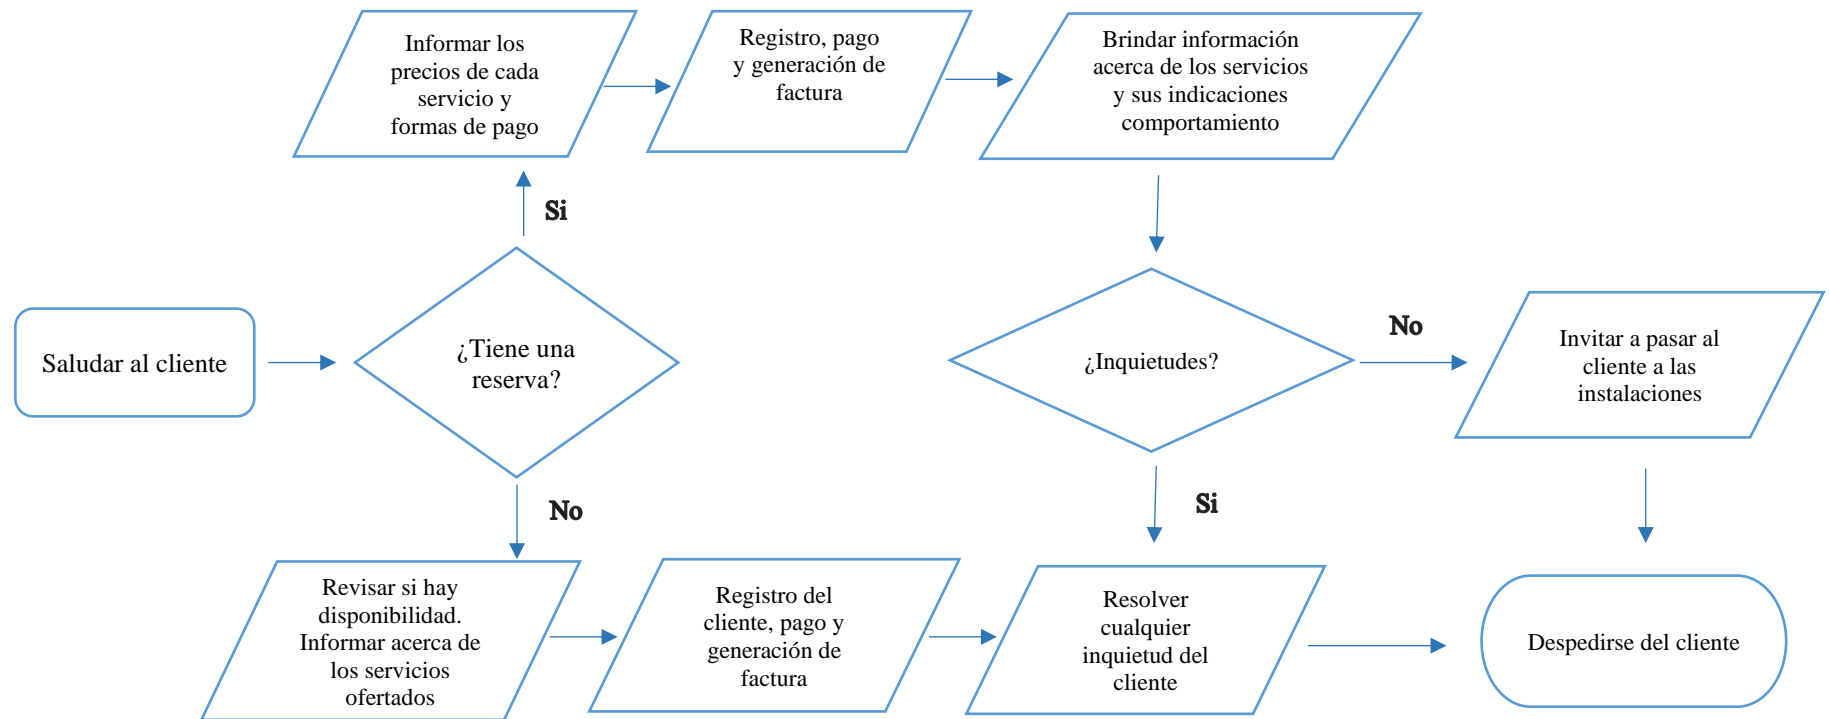 Informar los
precios de cada
servicio y
formas de pago
Registro, pago
y generación de
factura
Brindar información
acerca de los servicios
y sus indicaciones
comportamiento
Si
Saludar al cliente
¿Tiene una
reserva?
¿Inquietudes?
No
Invitar a pasar al
cliente a las
instalaciones
No
Si
Revisar si hay
disponibilidad.
Informar acerca de
los servicios
ofertados
Registro del
cliente, pago y
generación de
factura
Resolver
cualquier
inquietud del
cliente
Despedirse del cliente